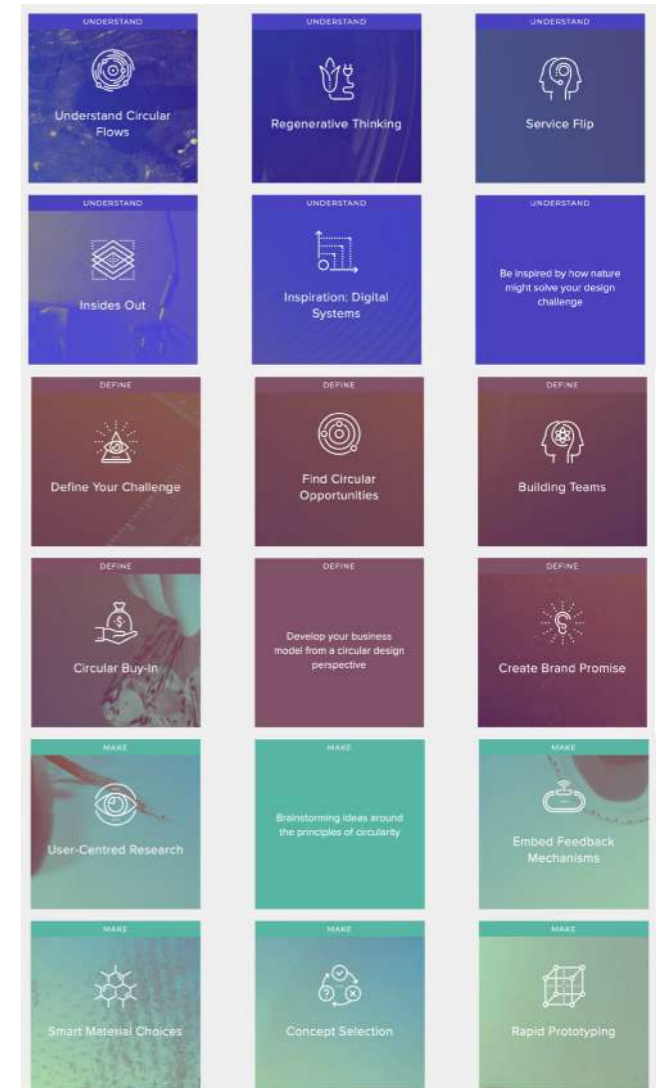 UNDERSTAND
Understand Circular
Flows
UNDERSTAND
Regenerative Thinking
UNDERSTAND
Service Flip
UNDERSTAND
Insides Out
UNDERSTAND
Inspiration: Digital
Systems
UNDERSTAND
Be inspired by how nature
might solve your design
challenge
DEFINE
Define Your Challenge
DEFINE
Find Circular
Opportunities
DEFINE
Building Teams
DEFINE
Circular Buy-In
DEFINE
Develop your business
model from a circular design
perspective
DEFINE
Create Brand Promise
MAKE
User-Centred Research
MAKE
Brainstorming ideas around
the principles of circularity
MAKE
Embed Feedback
Mechanisms
MAKE
Smart Material Choices
MAKE
Concept Selection
MAKE
Rapid Prototyping